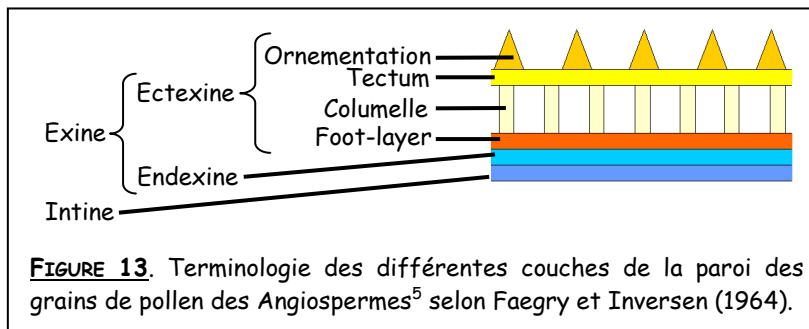 Ornementation
Tectum
Ectexine
Columelle
Exine
Foot-layer
Endexine
Intine
FIGURE 13. Terminologie des différentes couches de la paroi des
grains de pollen des Angiospermes⁵ selon Faegry et Inversen (1964).